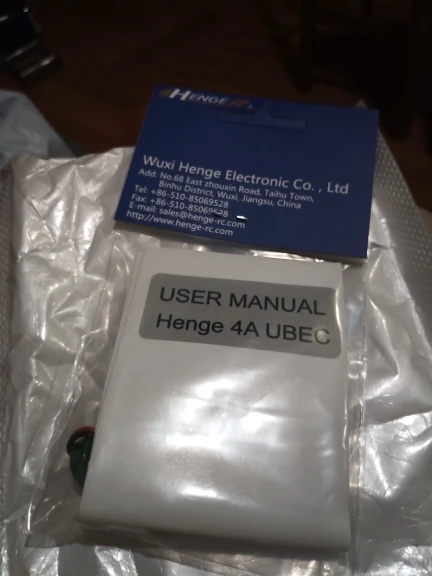 HENGE
Wuxi Henge Electronic Co. , Ltd
Add: No.68 East zhouxin Road, Taihu Town,
Binhu District, Wuxi, Jiangsu, China
Tel: +86-510-85069528
Fax: +86-510-85069598
E-mail: sales@henge-rc.com
http://www.henge-rc.com
USER MANUAL
Henge 4A UBEC